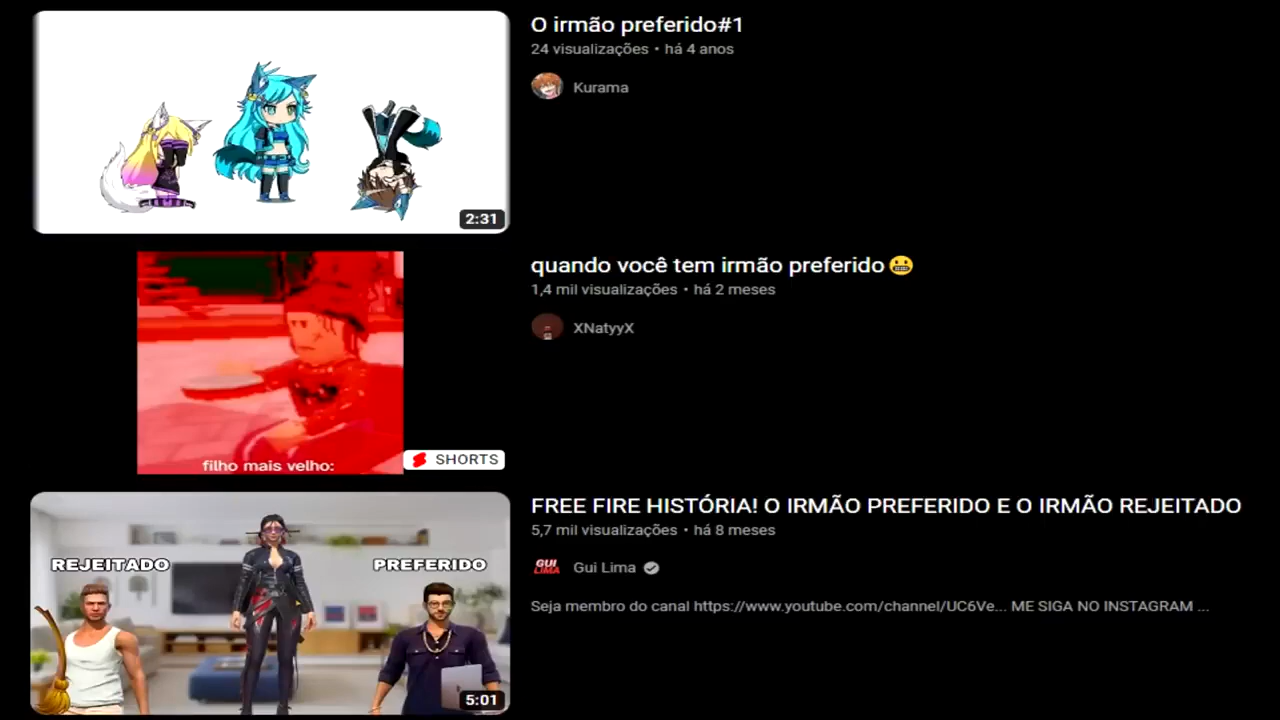 O irmão preferido#1
24 visualizações • há 4 anos
Kurama
2:31
quando você tem irmão preferido😬
1,4 mil visualizações • há 2 meses
XNatyyX
filho mais velho:
SHORTS
FREE FIRE HISTÓRIA! O IRMÃO PREFERIDO E O IRMÃO REJEITADO
5,7 mil visualizações • há 8 meses
REJEITADO
PREFERIDO
GUI
LIMA
Gui Lima
Seja membro do canal https://www.youtube.com/channel/UC6Ve... ME SIGA NO INSTAGRAM ...
5:01